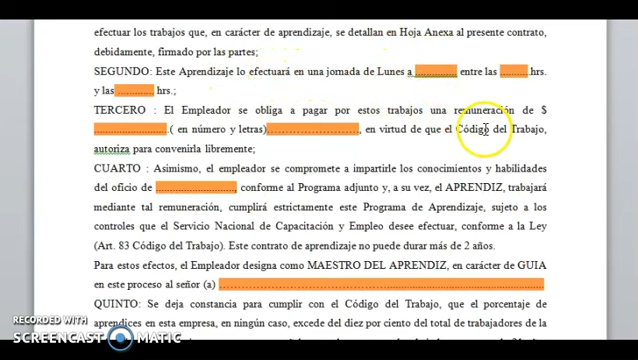 efectuar los trabajos que, en carácter de aprendizaje, se detallan en Hoja Anexa al presente contrato,
debidamente, firmado por las partes;
SEGUNDO: Este Aprendizaje lo efectuará en una jornada de Lunes a .............. entre las .......... hrs.
y las ............. hrs.;
TERCERO : El Empleador se obliga a pagar por estos trabajos una remuneración de $
..........................( en número y letras)................................, en virtud de que el Código del Trabajo,
autoriza para convenirla libremente;
CUARTO : Asimismo, el empleador se compromete a impartirle los conocimientos y habilidades
del oficio de ..........................., conforme al Programa adjunto y, a su vez, el APRENDIZ, trabajará
mediante tal remuneración, cumplirá estrictamente este Programa de Aprendizaje, sujeto a los
controles que el Servicio Nacional de Capacitación y Empleo desee efectuar, conforme a la Ley
(Art. 83 Código del Trabajo). Este contrato de aprendizaje no puede durar más de 2 años.
Para estos efectos, el Empleador designa como MAESTRO DEL APRENDIZ, en carácter de GUIA
en este proceso al señor (a) ................................................................................................
QUINTO: Se deja constancia para cumplir con el Código del Trabajo, que el porcentaje de
aprendices en esta empresa, en ningún caso, excede del diez por ciento del total de trabajadores de la
RECORDED WITH
SCREENCAST MATIC